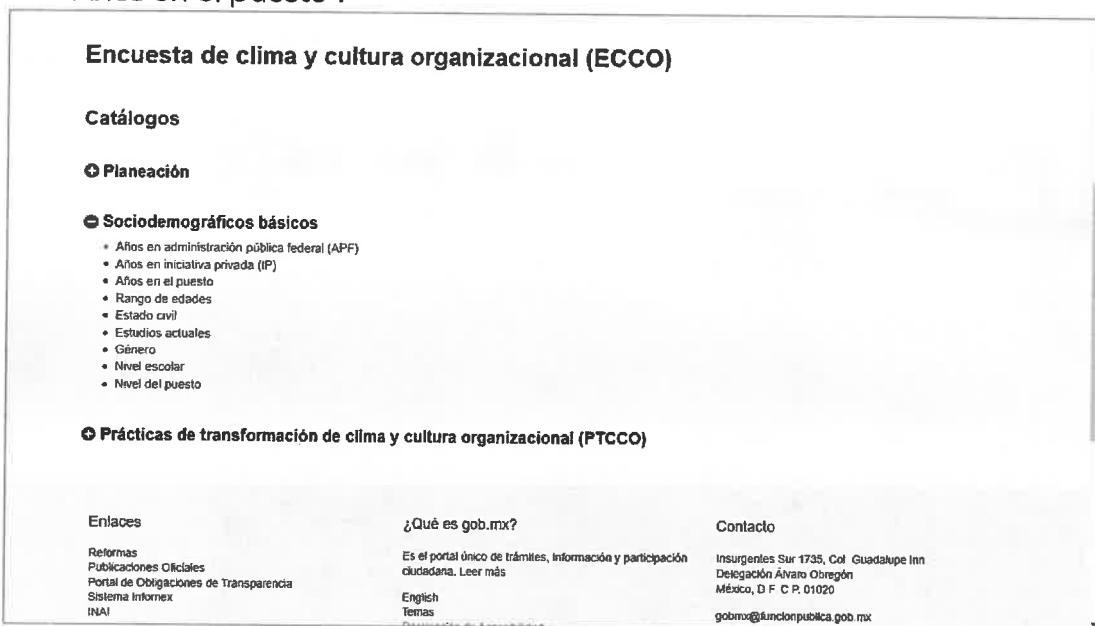 Encuesta de clima y cultura organizacional (ECCO)
Catálogos
Planeación
Sociodemográficos básicos
• Años en administración pública federal (APF)
• Años en iniciativa privada (IP)
• Años en el puesto
• Rango de edades
• Estado civil
• Estudios actuales
• Género
• Nivel escolar
• Nivel del puesto
Prácticas de transformación de clima y cultura organizacional (PTCCO)
Enlaces
Reformas
Publicaciones Oficiales
Portal de Obligaciones de Transparencia
Sistema Infomex
INAI
¿Qué es gob.mx?
Es el portal único de trámites, información y participación
ciudadana. Leer más
English
Temas
Contacto
Insurgentes Sur 1735, Col Guadalupe Inn
Delegación Álvaro Obregón
México, D F C P. 01020
gobmx@funcionpublica.gob.mx